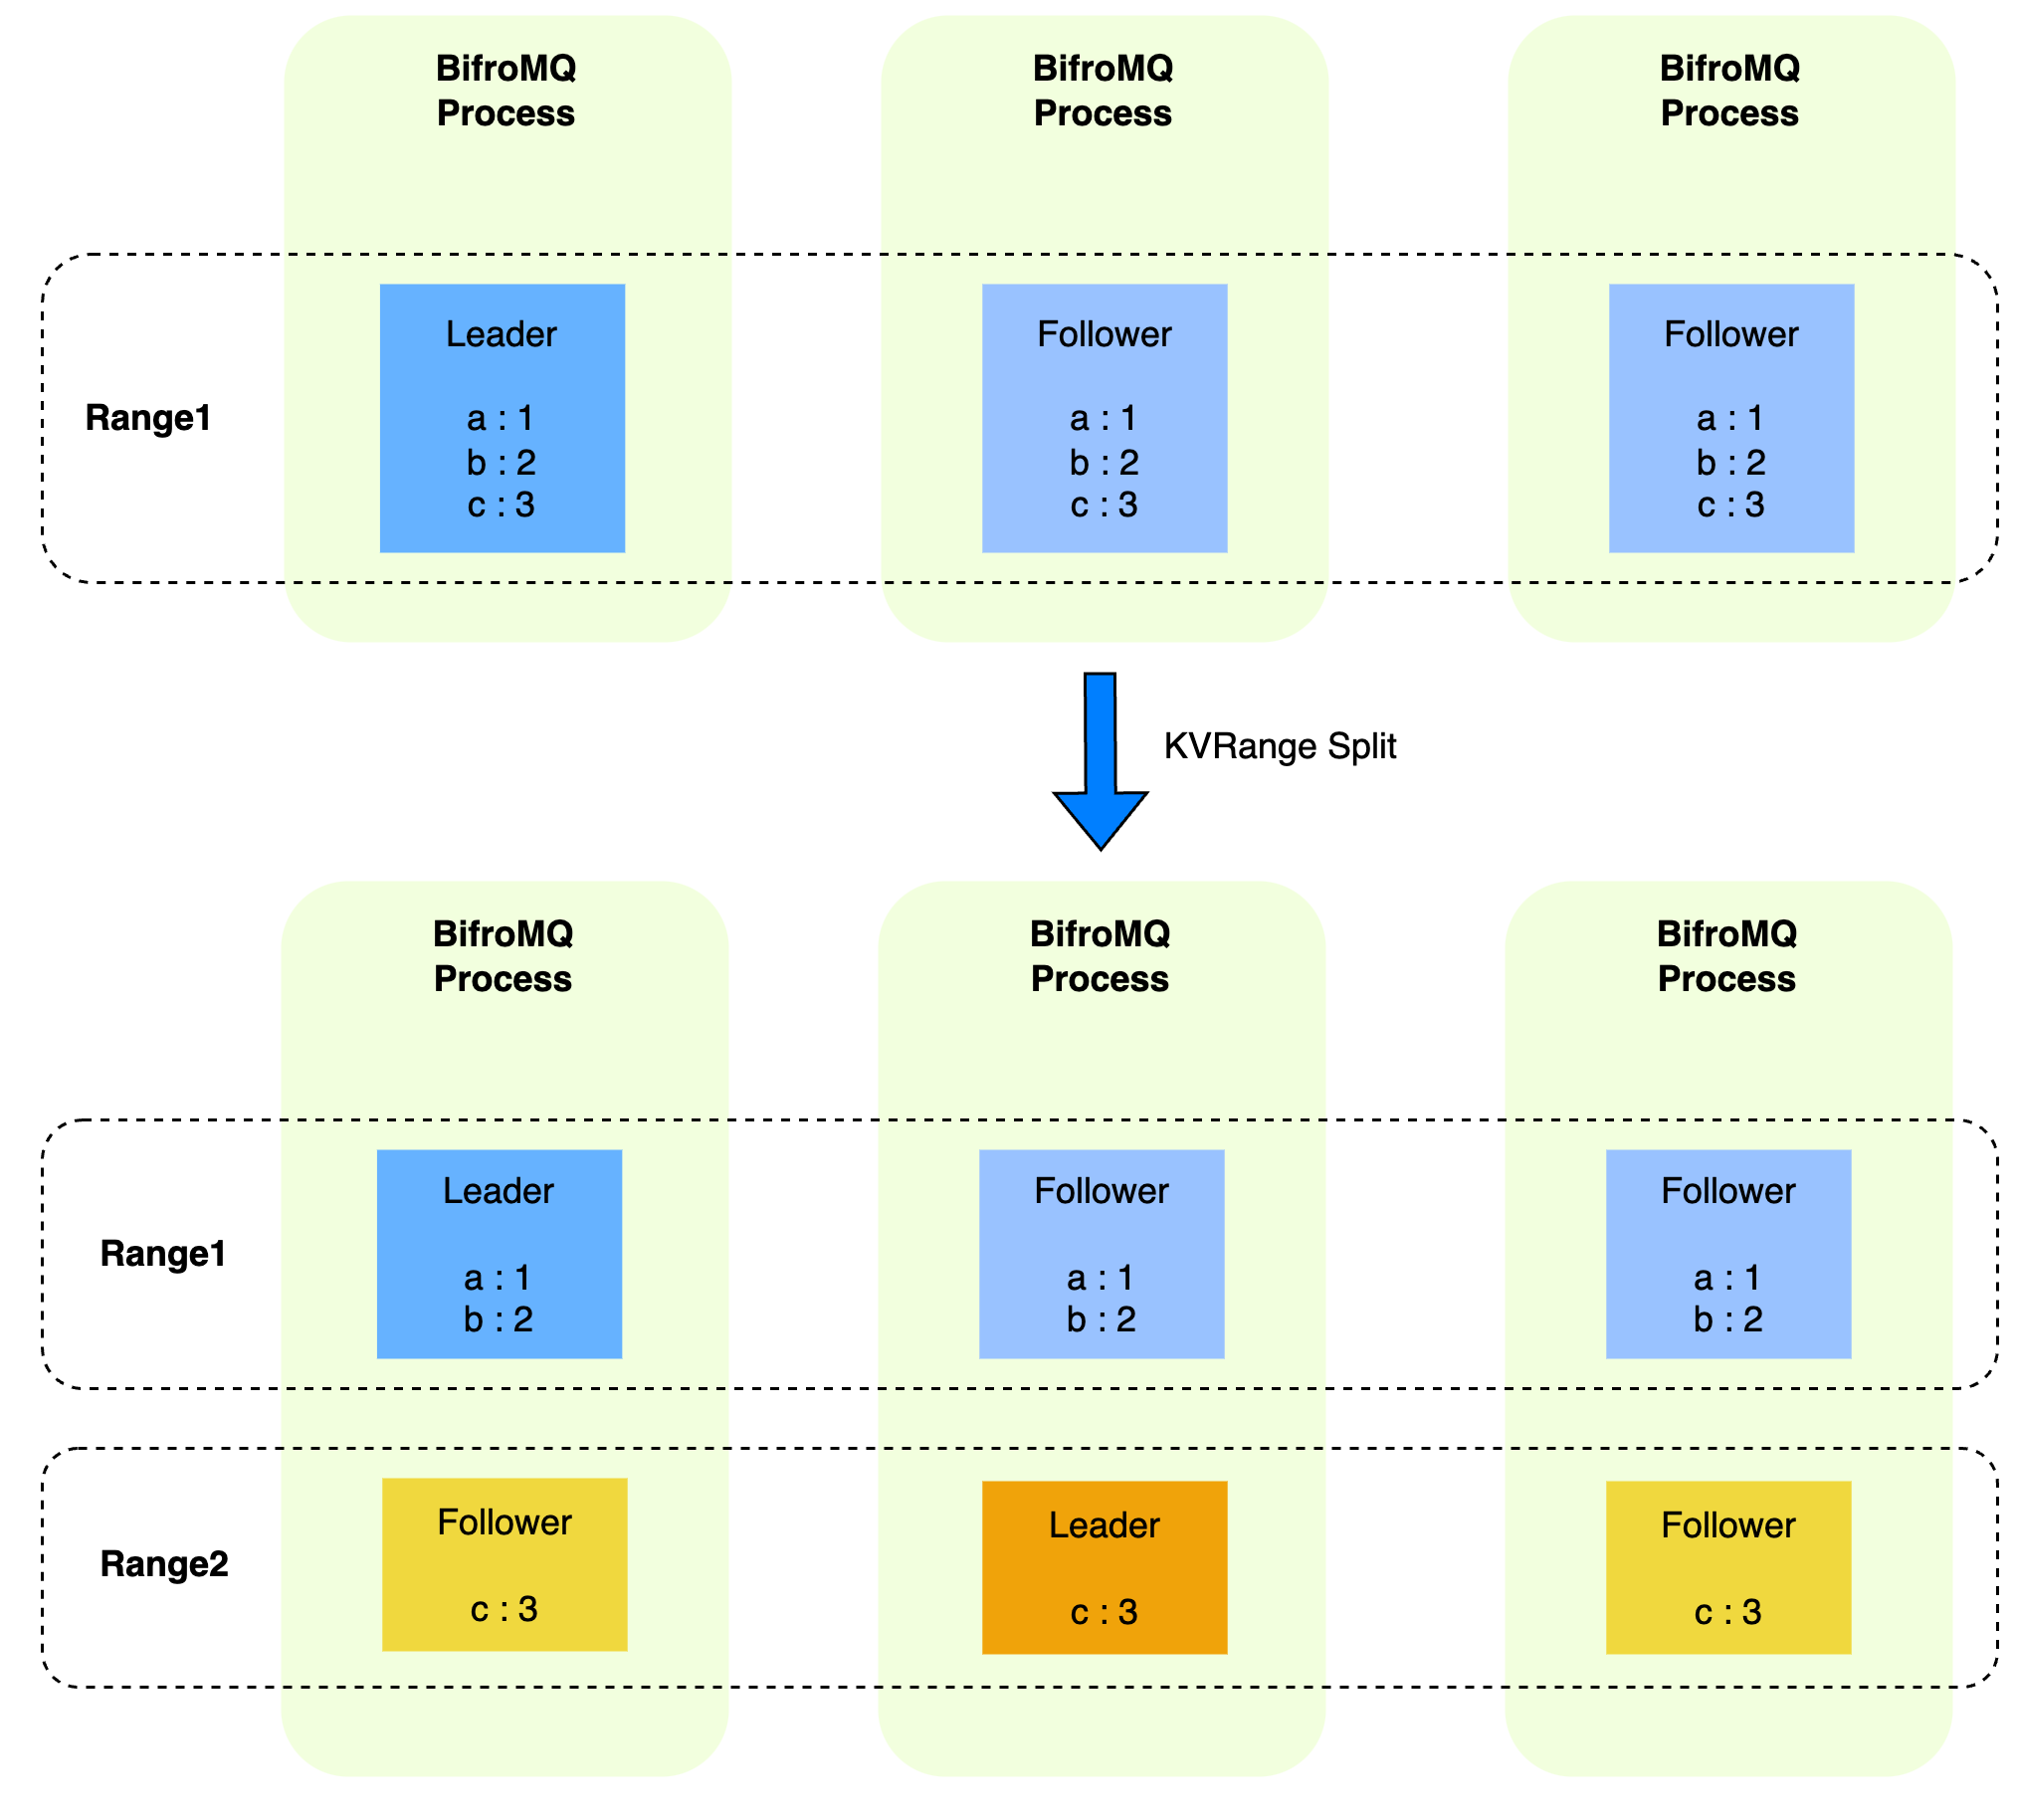 BifroMQ
Process
BifroMQ
Process
BifroMQ
Process
Range1
Leader
a : 1
b : 2
c : 3
Follower
a : 1
b : 2
c : 3
Follower
a : 1
b : 2
c : 3
KVRange Split
BifroMQ
Process
BifroMQ
Process
BifroMQ
Process
Range1
Leader
a : 1
b : 2
Follower
a : 1
b : 2
Follower
a : 1
b : 2
Range2
Follower
c : 3
Leader
c : 3
Follower
c : 3